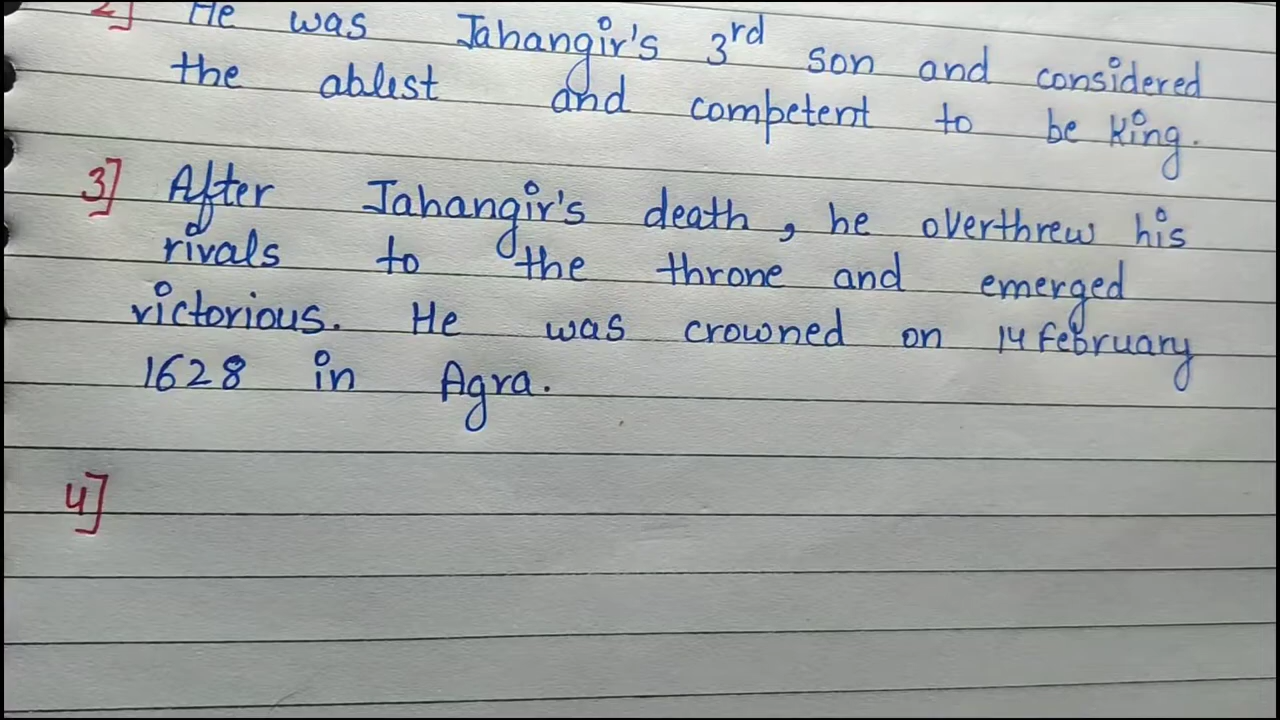 2] He was Jahangir's 3rd son and considered
the ablest and competent to be king.
3] After Jahangir's death, he overthrew his
rivals to the throne and emerged
victorious. He was crowned on 14 February
1628 in Agra.
4]